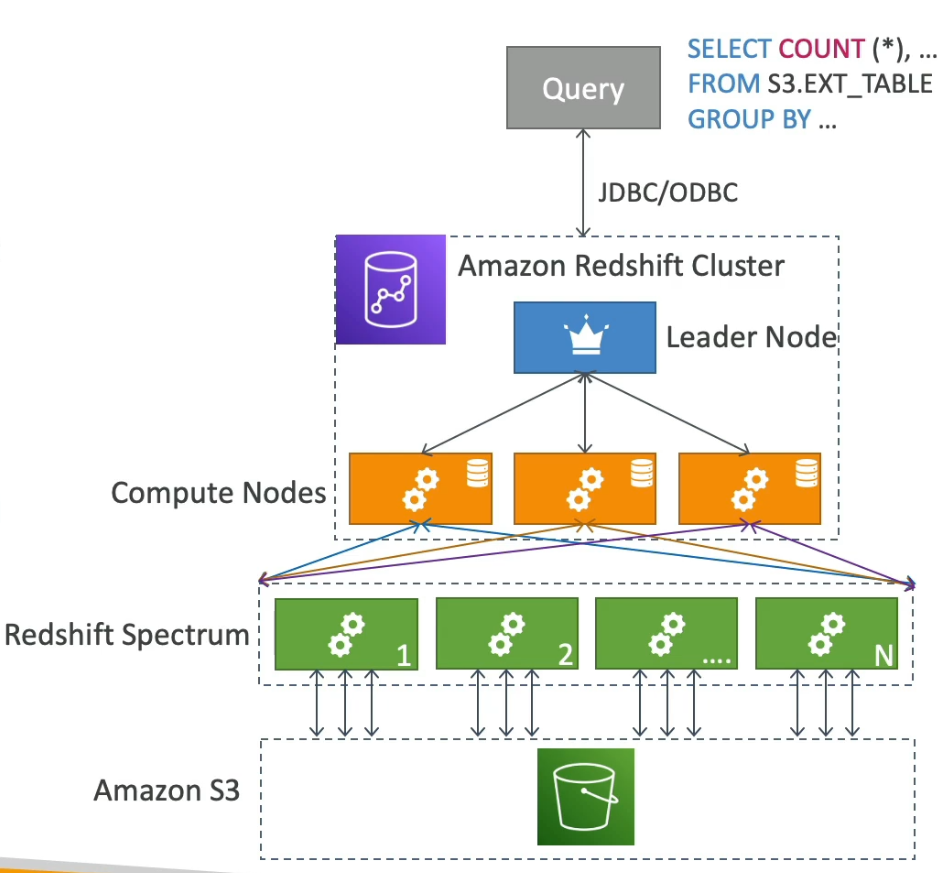 Query
SELECT COUNT (*), ...
FROM S3.EXT_TABLE
GROUP BY ...
JDBC/ODBC
Amazon Redshift Cluster
Leader Node
Compute Nodes
Redshift Spectrum
1
2
....
N
Amazon S3